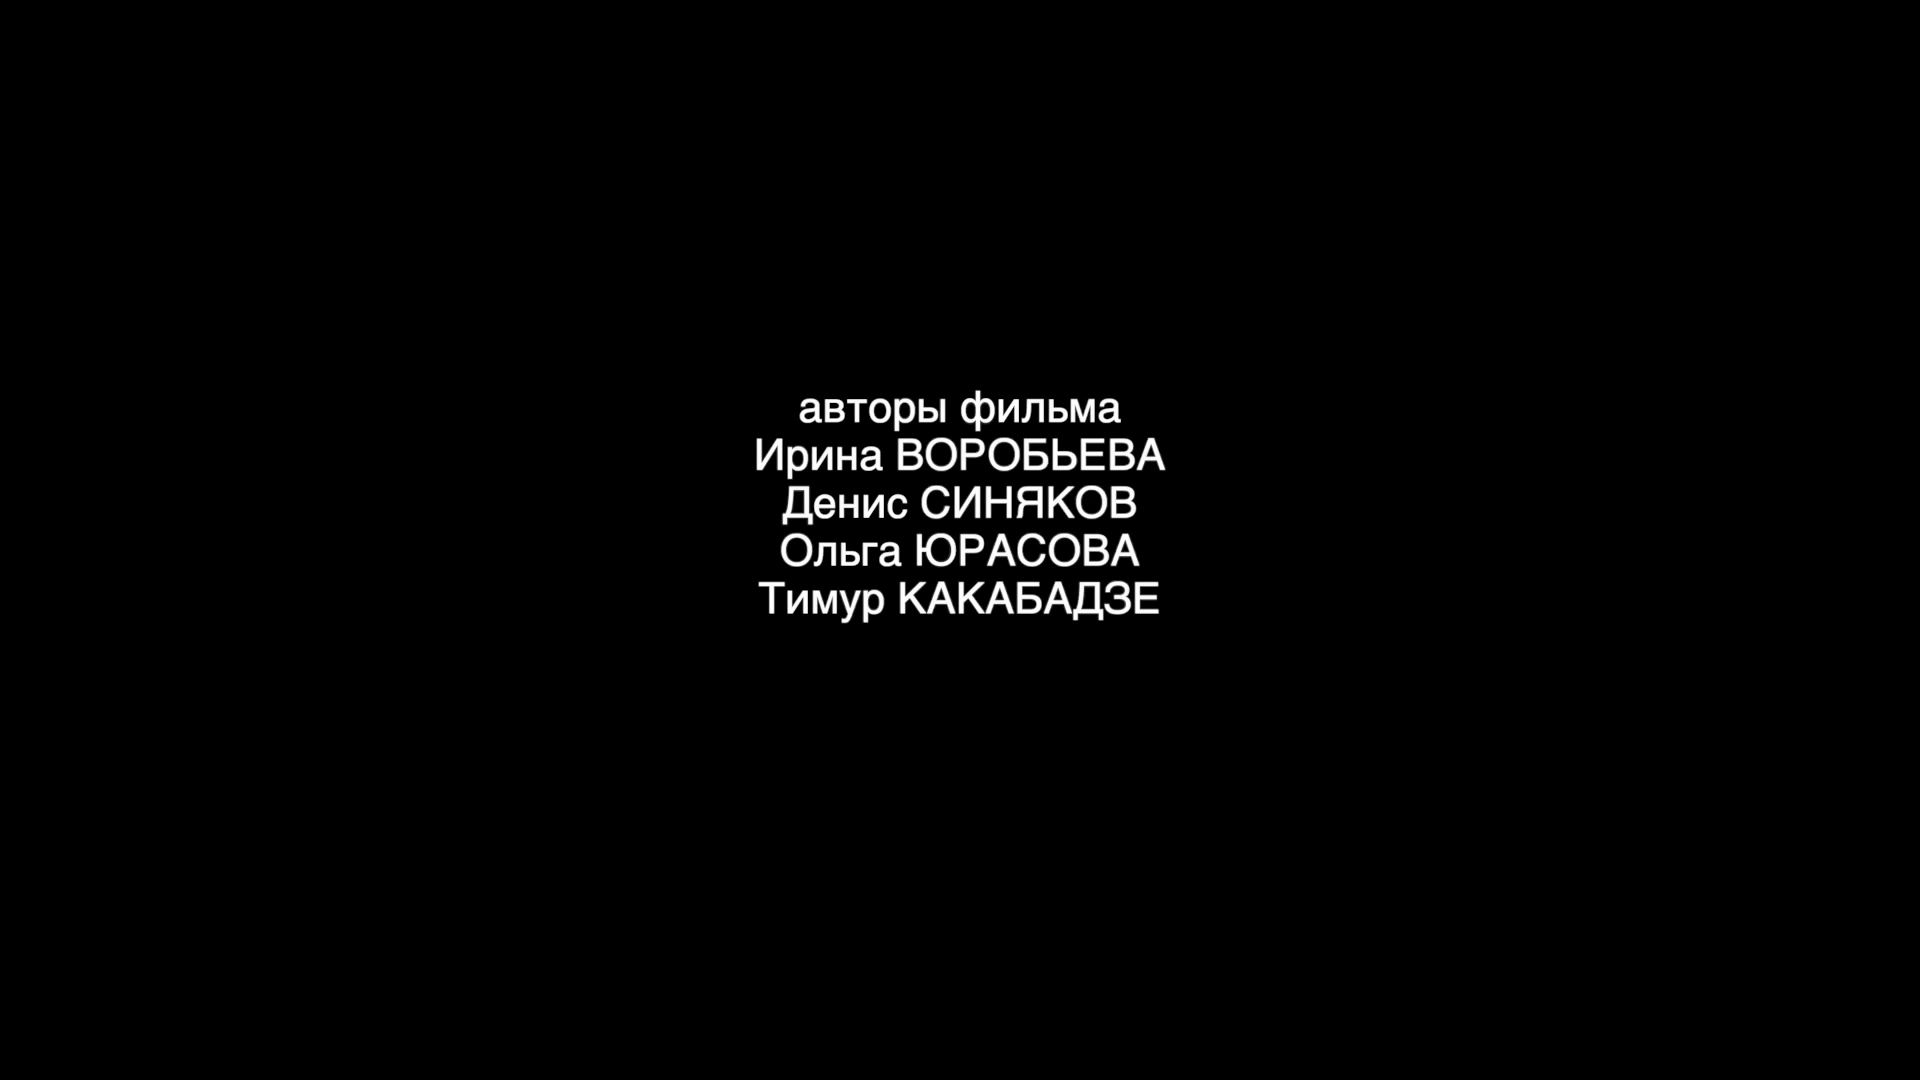 авторы фильма
Ирина ВОРОБЬЕВА
Денис СИНЯКОВ
Ольга ЮРАСОВА
Тимур КАКАБАДЗЕ